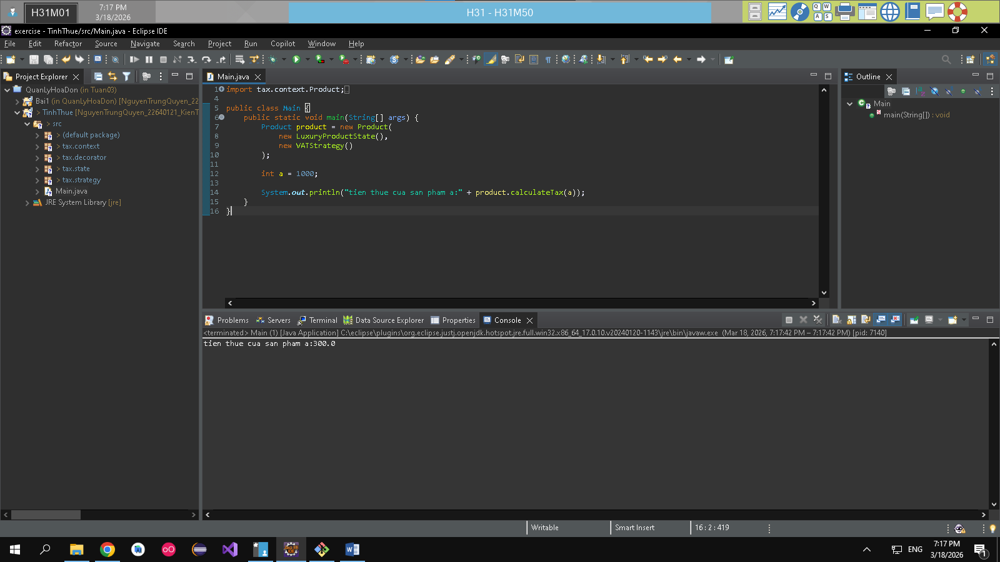 H31M01
7:17 PM
3/18/2026
H31 - H31M50
Q W
A S
exercise - TinhThue/src/Main.java - Eclipse IDE
File Edit Refactor Source Navigate Search Project Run Copilot Window Help
Project Explorer
QuanLyHoaDon (in Tuan03)
Bai1 (in QuanLyHoaDon) [NguyenTrungQuyen_22
> TinhThue [NguyenTrungQuyen_22640121_KienT
> src
> (default package)
> tax.context
> tax.decorator
> tax.state
> tax.strategy
Main.java
JRE System Library [jre]
Main.java
1 import tax.context.Product;
4
5 public class Main {
6 public static void main(String[] args) {
7 Product product = new Product(
8 new LuxuryProductState(),
9 new VATStrategy()
10 );
11
12 int a = 1000;
13
14 System.out.println("tien thue cua san pham a:" + product.calculateTax(a));
15 }
16 }
Outline
Main
main(String[]) : void
Problems Servers Terminal Data Source Explorer Properties Console
<terminated> Main (1) [Java Application] C:\eclipse\plugins\org.eclipse.justj.openjdk.hotspot.jre.full.win32.x86_64_17.0.10.v20240120-1143\jre\bin\javaw.exe (Mar 18, 2026, 7:17:42 PM – 7:17:42 PM) [pid: 7140]
tien thue cua san pham a:300.0
Writable Smart Insert 16 : 2 : 419
ENG
7:17 PM
3/18/2026
1